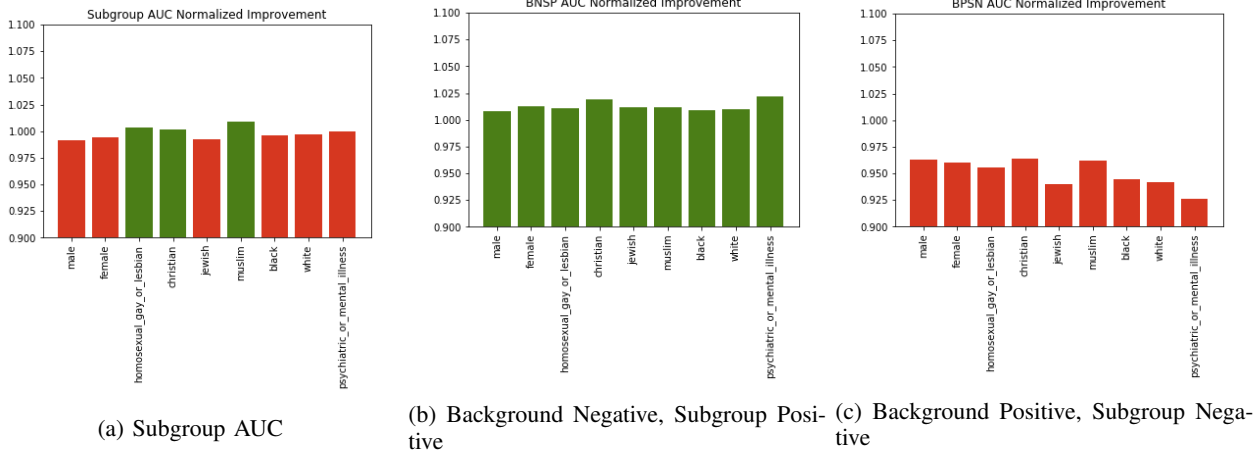 Subgroup AUC Normalized Improvement
1.100
1.075
1.050
1.025
1.000
0.975
0.950
0.925
0.900
male
female
homosexual_gay_or_lesbian
christian
jewish
muslim
black
white
psychiatric_or_mental_illness
(a) Subgroup AUC
BNSP AUC Normalized Improvement
1.100
1.075
1.050
1.025
1.000
0.975
0.950
0.925
0.900
male
female
homosexual_gay_or_lesbian
christian
jewish
muslim
black
white
psychiatric_or_mental_illness
(b) Background Negative, Subgroup Posi-
tive
BPSN AUC Normalized Improvement
1.100
1.075
1.050
1.025
1.000
0.975
0.950
0.925
0.900
male
female
homosexual_gay_or_lesbian
christian
jewish
muslim
black
white
psychiatric_or_mental_illness
(c) Background Positive, Subgroup Nega-
tive